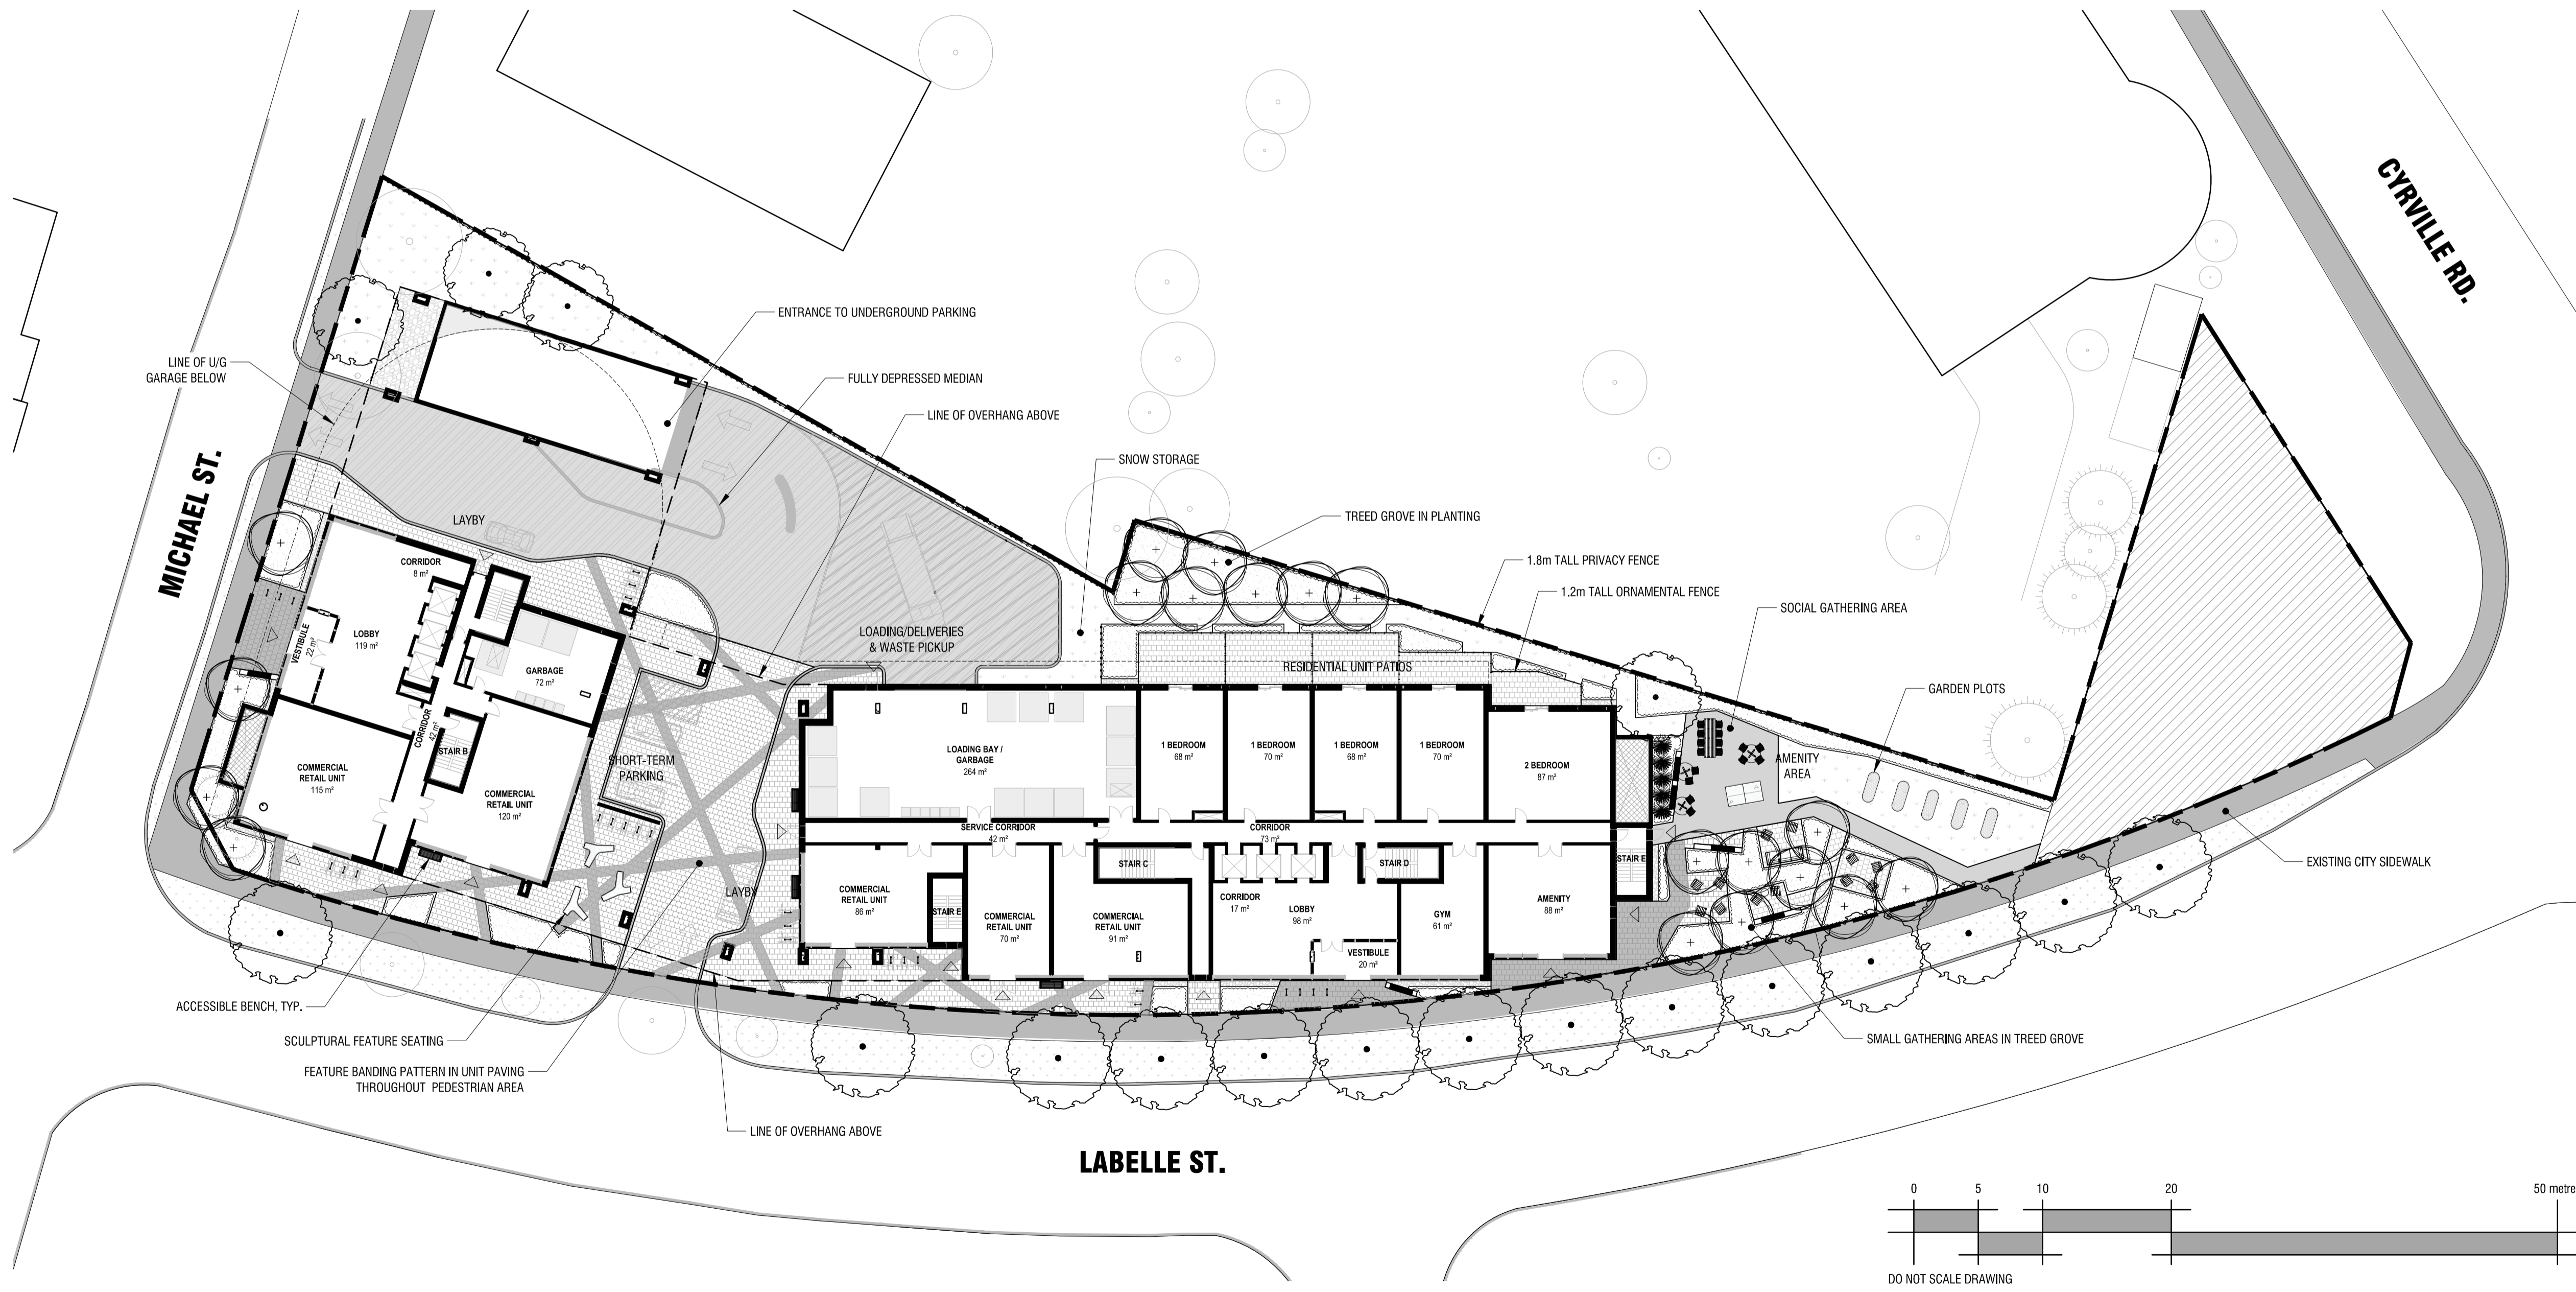 CYRVILLE RD.
ENTRANCE TO UNDERGROUND PARKING
LINE OF U/G
GARAGE BELOW
FULLY DEPRESSED MEDIAN
LINE OF OVERHANG ABOVE
SNOW STORAGE
TREED GROVE IN PLANTING
1.8m TALL PRIVACY FENCE
1.2m TALL ORNAMENTAL FENCE
SOCIAL GATHERING AREA
MICHAEL ST.
LAYBY
CORRIDOR
8 m²
VESTIBULE
22 m²
LOBBY
119 m²
GARBAGE
72 m²
LOADING/DELIVERIES
& WASTE PICKUP
RESIDENTIAL UNIT PATIOS
GARDEN PLOTS
CORRIDOR
42 m²
STAIR B
COMMERCIAL
RETAIL UNIT
115 m²
COMMERCIAL
RETAIL UNIT
120 m²
SHORT-TERM
PARKING
LOADING BAY /
GARBAGE
264 m²
1 BEDROOM
68 m²
1 BEDROOM
70 m²
1 BEDROOM
68 m²
1 BEDROOM
70 m²
2 BEDROOM
87 m²
AMENITY
AREA
SERVICE CORRIDOR
42 m²
CORRIDOR
73 m²
STAIR C
STAIR D
STAIR E
EXISTING CITY SIDEWALK
LAYBY
COMMERCIAL
RETAIL UNIT
86 m²
STAIR E
COMMERCIAL
RETAIL UNIT
70 m²
COMMERCIAL
RETAIL UNIT
91 m²
CORRIDOR
17 m²
LOBBY
98 m²
VESTIBULE
20 m²
GYM
61 m²
AMENITY
88 m²
ACCESSIBLE BENCH, TYP.
SCULPTURAL FEATURE SEATING
FEATURE BANDING PATTERN IN UNIT PAVING
THROUGHOUT PEDESTRIAN AREA
SMALL GATHERING AREAS IN TREED GROVE
LINE OF OVERHANG ABOVE
LABELLE ST.
0 5 10 20 50 metre
DO NOT SCALE DRAWING